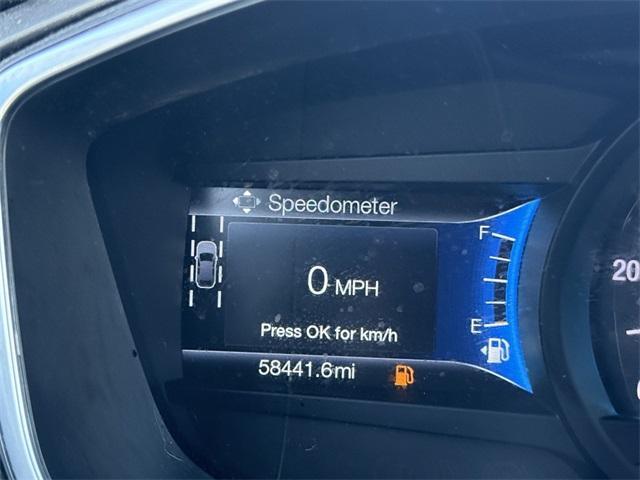 Speedometer
F
0 MPH
20
E
Press OK for km/h
58441.6mi